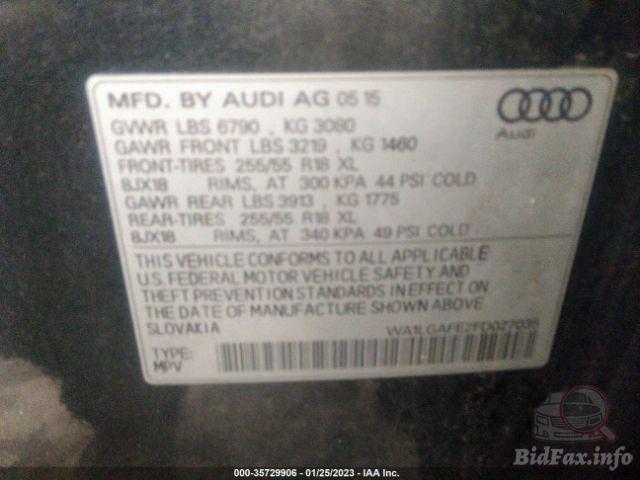 MFD. BY AUDI AG 05 15
Audi
GVWR LBS 6790 , KG 3080
GAWR FRONT LBS 3219 , KG 1460
FRONT-TIRES 255/55 R18 XL
8JX18 RIMS, AT 300 KPA 44 PSI COLD
GAWR REAR LBS 3913 , KG 1775
REAR-TIRES 255/55 R18 XL
8JX18 RIMS, AT 340 KPA 49 PSI COLD
THIS VEHICLE CONFORMS TO ALL APPLICABLE
U.S. FEDERAL MOTOR VEHICLE SAFETY AND
THEFT PREVENTION STANDARDS IN EFFECT ON
THE DATE OF MANUFACTURE SHOWN ABOVE.
SLOVAKIA WA1LGAFE2FD027035
TYPE:
MPV
BidFax.info
000-35729906 - 01/25/2023 - IAA Inc.